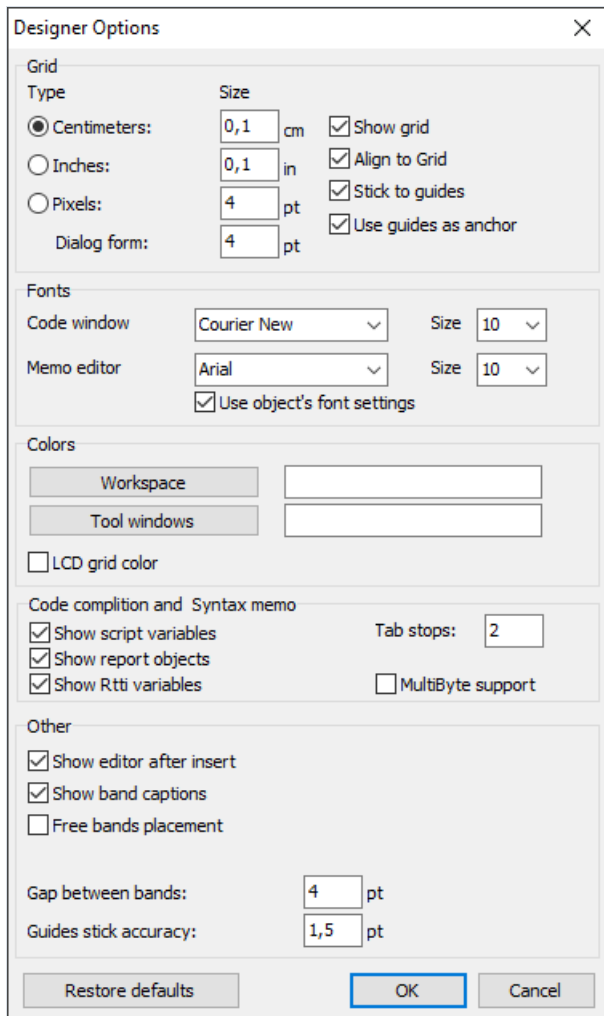 Designer Options
Grid
Type Size
Centimeters: 0,1 cm Show grid
Inches: 0,1 in Align to Grid
Pixels: 4 pt Stick to guides
Dialog form: 4 pt Use guides as anchor
Fonts
Code window Courier New Size 10
Memo editor Arial Size 10
Use object's font settings
Colors
Workspace
Tool windows
LCD grid color
Code complition and Syntax memo
Show script variables Tab stops: 2
Show report objects
Show Rtti variables MultiByte support
Other
Show editor after insert
Show band captions
Free bands placement
Gap between bands: 4 pt
Guides stick accuracy: 1,5 pt
Restore defaults OK Cancel